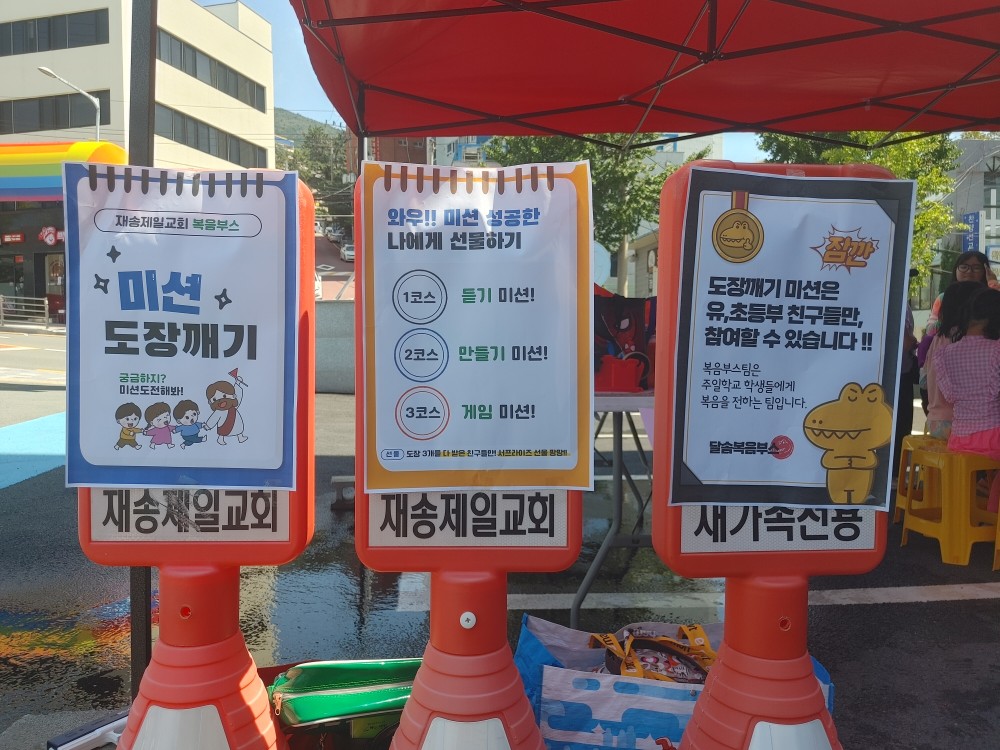 재송제일교회 복음부스
미션
도장깨기
궁금하지?
미션도전해봐!
재송제일교회
와우!! 미션 성공한
나에게 선물하기
1코스 듣기 미션!
2코스 만들기 미션!
3코스 게임 미션!
선물 도장 3개를 다 받은 친구들만! 서프라이즈 선물 팡팡!!
재송제일교회
잠깐
도장깨기 미션은
유,초등부 친구들만,
참여할 수 있습니다 !!
복음부스팀은
주일학교 학생들에게
복음을 전하는 팀입니다.
달송복음부스
새가족전용